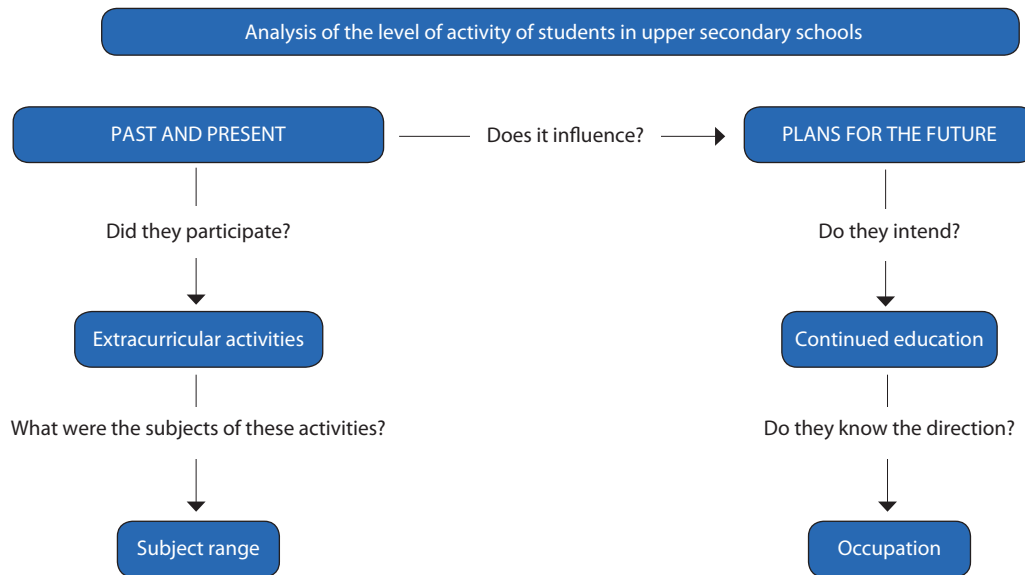 Analysis of the level of activity of students in upper secondary schools
PAST AND PRESENT
Does it influence?
PLANS FOR THE FUTURE
Did they participate?
Do they intend?
Extracurricular activities
Continued education
What were the subjects of these activities?
Do they know the direction?
Subject range
Occupation